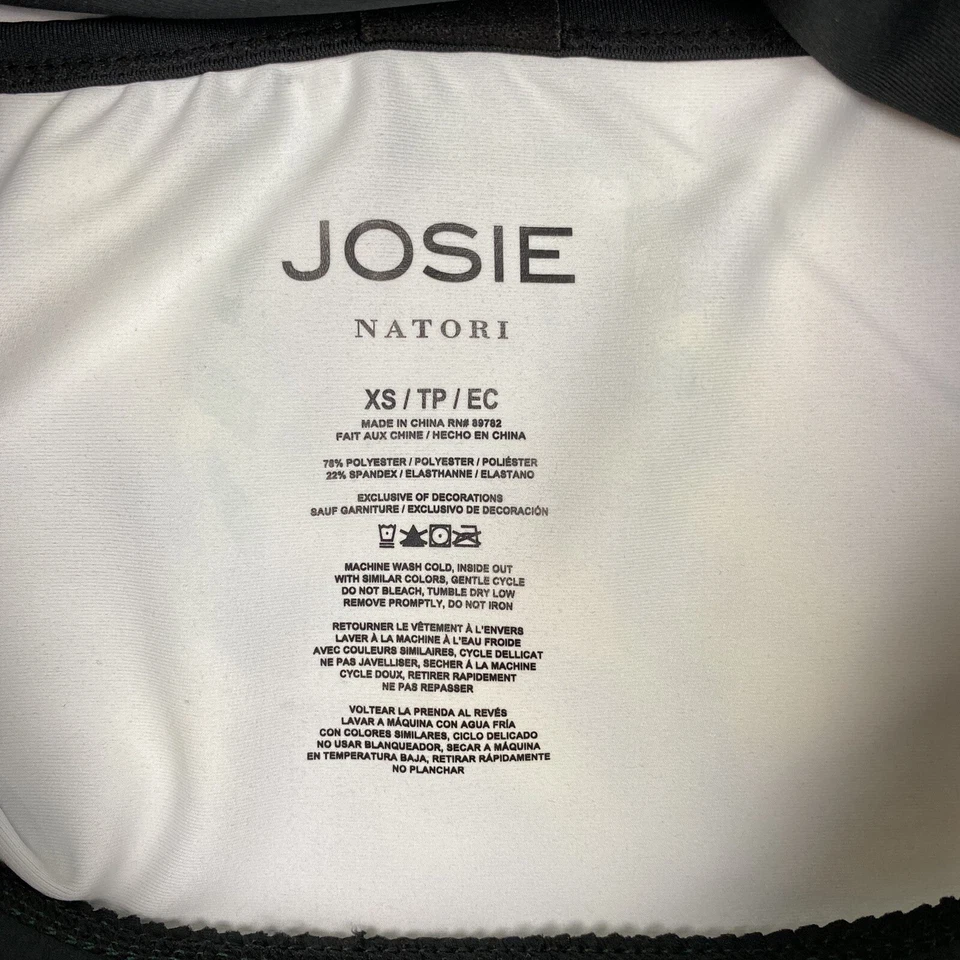 JOSIE
NATORI
XS / TP / EC
MADE IN CHINA RN# 89782
FAIT AUX CHINE / HECHO EN CHINA
78% POLYESTER / POLYESTER / POLIÉSTER
22% SPANDEX / ELASTHANNE / ELASTANO
EXCLUSIVE OF DECORATIONS
SAUF GARNITURE / EXCLUSIVO DE DECORACIÓN
MACHINE WASH COLD, INSIDE OUT
WITH SIMILAR COLORS, GENTLE CYCLE
DO NOT BLEACH, TUMBLE DRY LOW
REMOVE PROMPTLY, DO NOT IRON
RETOURNER LE VÊTEMENT À L'ENVERS
LAVER À LA MACHINE À L'EAU FROIDE
AVEC COULEURS SIMILAIRES, CYCLE DELLICAT
NE PAS JAVELLISER, SECHER À LA MACHINE
CYCLE DOUX, RETIRER RAPIDEMENT
NE PAS REPASSER
VOLTEAR LA PRENDA AL REVÉS
LAVAR A MÁQUINA CON AGUA FRÍA
CON COLORES SIMILARES, CICLO DELICADO
NO USAR BLANQUEADOR, SECAR A MÁQUINA
EN TEMPERATURA BAJA, RETIRAR RÁPIDAMENTE
NO PLANCHAR